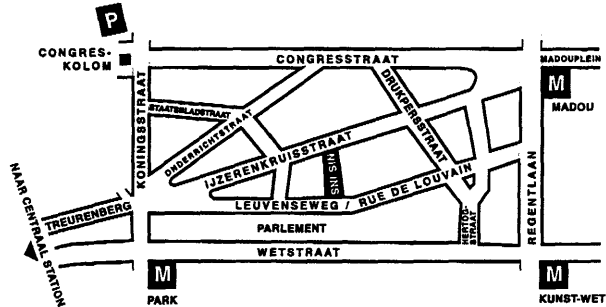 P
CONGRES-
KOLOM
CONGRESSTRAAT
MADOUPLEIN
M
MADOU
KONINGSSTRAAT
STAATSBLADSTRAAT
ONDERRICHTSTRAAT
DRUKPERSSTRAAT
IJZERENKRUISSTRAAT
NIS INS
LEUVENSEWEG / RUE DE LOUVAIN
REGENTLAAN
TREURENBERG
PARLEMENT
HERTOG-
STRAAT
WETSTRAAT
NAAR CENTRAAL STATION
M
PARK
M
KUNST-WET